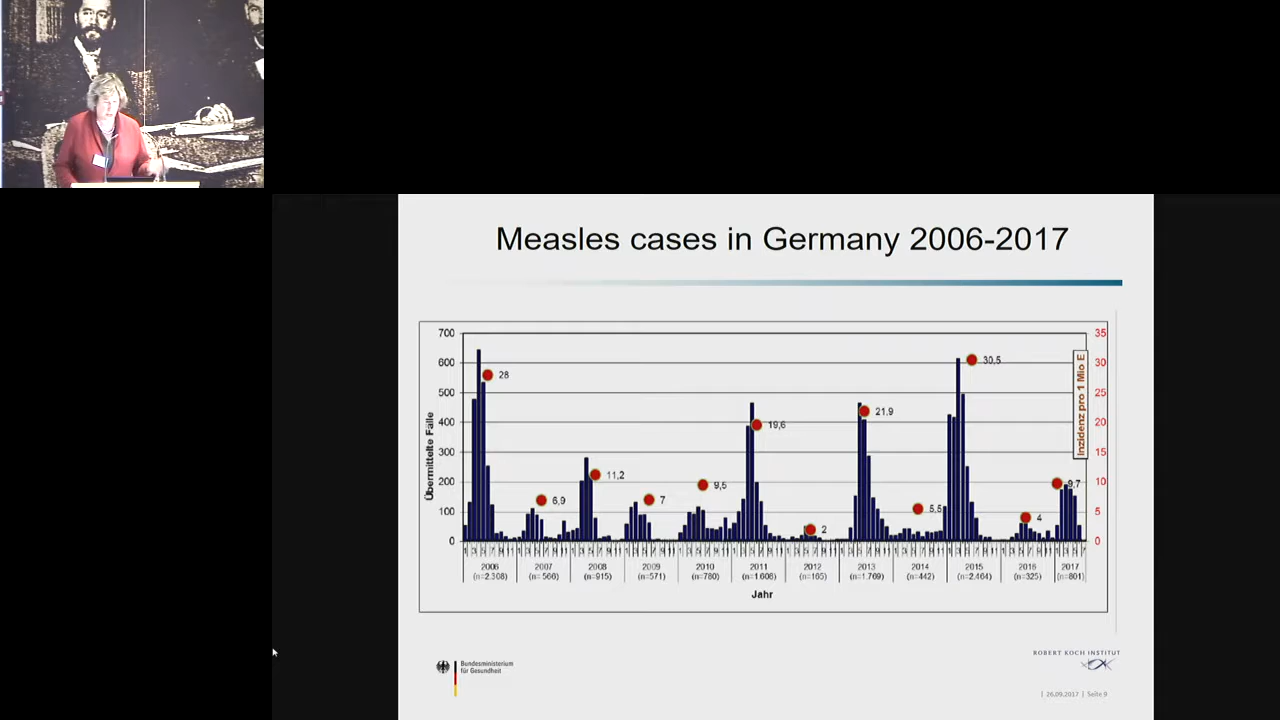 Measles cases in Germany 2006-2017
Übermittelte Fälle
700
600
500
400
300
200
100
0
28
6,9
11,2
7
9,5
19,6
2
21,9
5,5
30,5
4
9,7
Inzidenz pro 1 Mio E
35
30
25
20
15
10
5
0
2006 2007 2008 2009 2010 2011 2012 2013 2014 2015 2016 2017
(n=2.308) (n=566) (n=915) (n=571) (n=780) (n=1.606) (n=165) (n=1.769) (n=442) (n=2.464) (n=325) (n=801)
Jahr
Bundesministerium
für Gesundheit
ROBERT KOCH INSTITUT
| 26.09.2017 | Seile 9